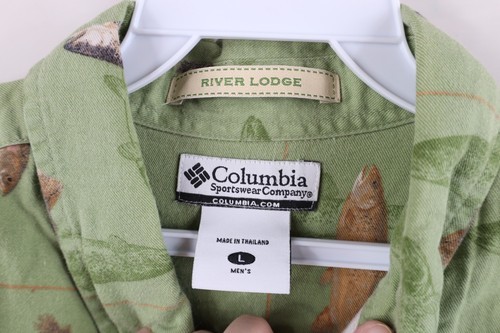 RIVER LODGE
Columbia
Sportswear Company®
COLUMBIA.COM
MADE IN THAILAND
L
MEN'S